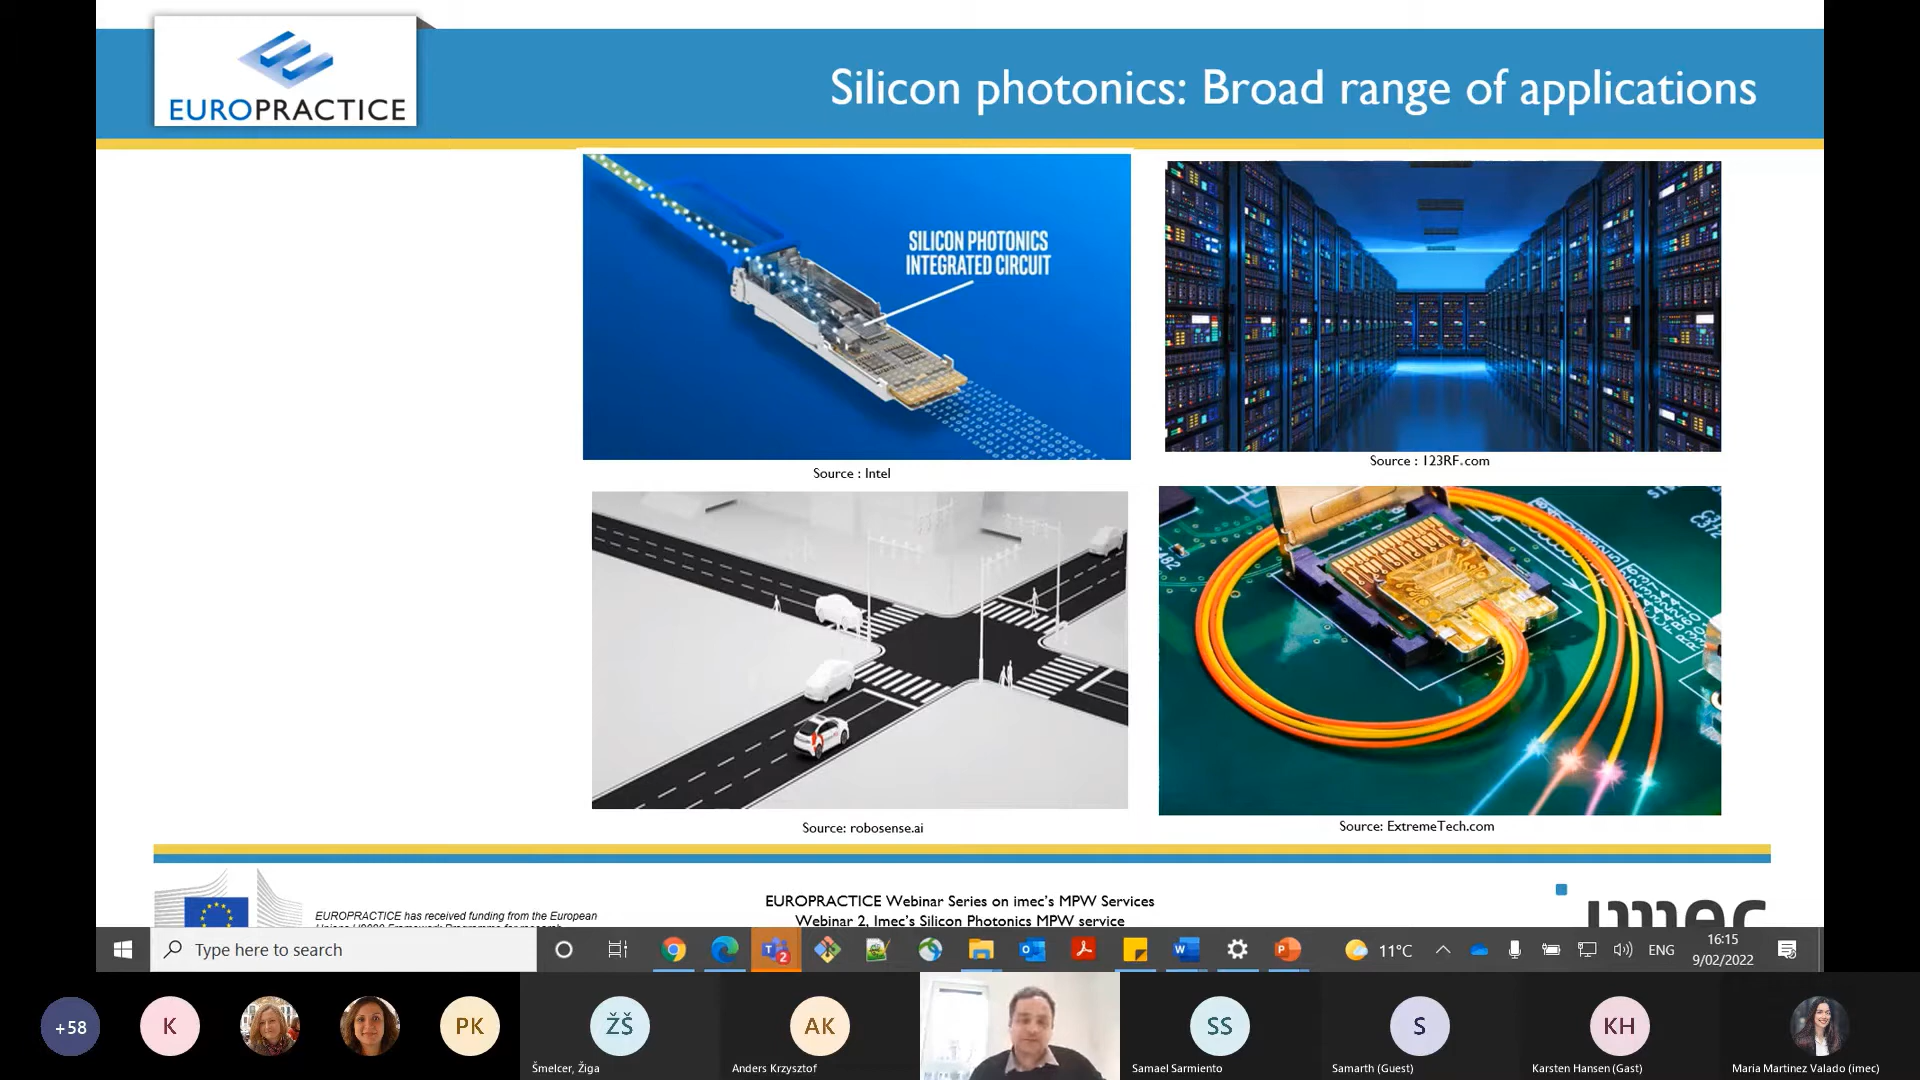 EUROPRACTICE
Silicon photonics: Broad range of applications
SILICON PHOTONICS
INTEGRATED CIRCUIT
Source : Intel
Source : 123RF.com
Source: robosense.ai
Source: ExtremeTech.com
EUROPRACTICE has received funding from the European
EUROPRACTICE Webinar Series on imec's MPW Services
Webinar 2, Imec's Silicon Photonics MPW service
imec
Type here to search
2
11°C
ENG
16:15
9/02/2022
+58
K
PK
ŽŠ
Šmelcer, Žiga
AK
Anders Krzysztof
SS
Samael Sarmiento
S
Samarth (Guest)
KH
Karsten Hansen (Gast)
Maria Martinez Valado (imec)